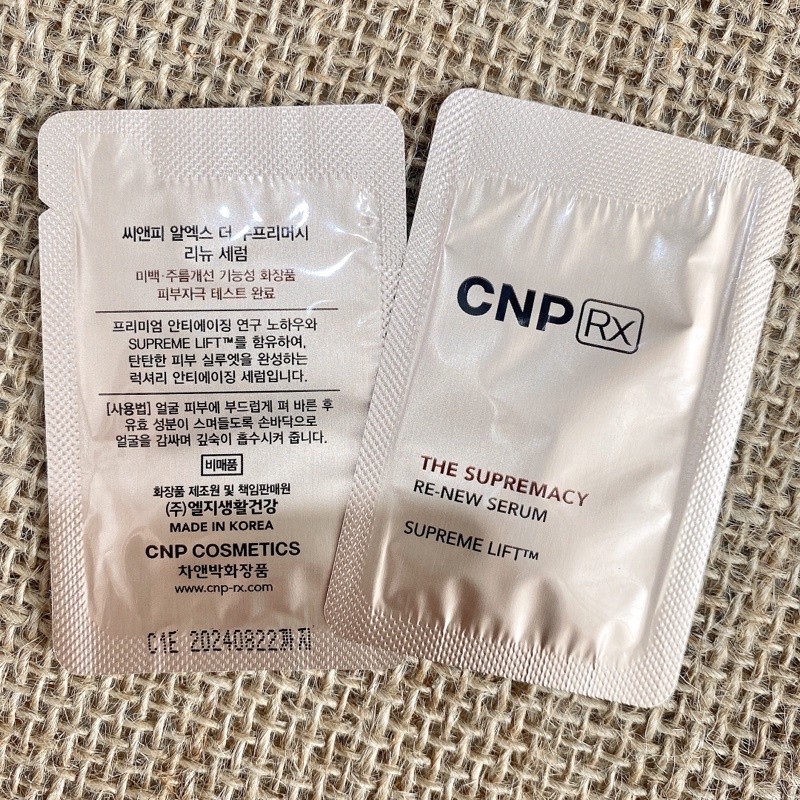 씨앤피 알엑스 더 수프리머시
리뉴 세럼
미백·주름개선 기능성 화장품
피부자극 테스트 완료
프리미엄 안티에이징 연구 노하우와
SUPREME LIFT™를 함유하여,
탄탄한 피부 실루엣을 완성하는
럭셔리 안티에이징 세럼입니다.
[사용법] 얼굴 피부에 부드럽게 펴 바른 후
유효 성분이 스며들도록 손바닥으로
얼굴을 감싸며 깊숙이 흡수시켜 줍니다.
비매품
화장품 제조원 및 책임판매원
(주)엘지생활건강
MADE IN KOREA
CNP COSMETICS
차앤박화장품
www.cnp-rx.com
C1E 20240822까지
CNP Rx
THE SUPREMACY
RE-NEW SERUM
SUPREME LIFT™